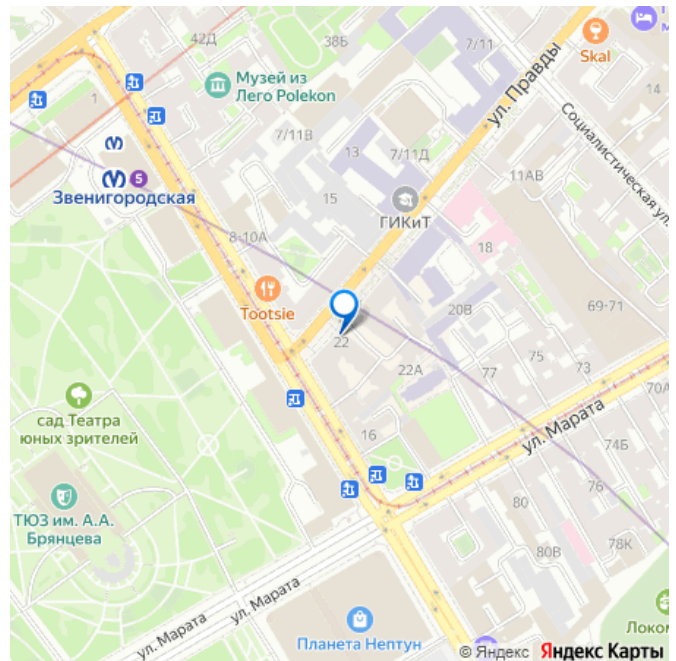 42Д
38Б
7/11
Skal
ул. Правды
14
Музей из
Лего Polekon
1
Социалистическая ул.
7/11В
13
7/11Д
11АВ
5
Звенигородская
15
ГИКиТ
8-10А
18
Tootsie
20В
69-71
22
75
73
22А
77
70А
сад Театра
юных зрителей
16
ул. Марата
74Б
76
ТЮЗ им. А.А.
Брянцева
80
80В
78К
ул. Марата
ул. Марата
Планета Нептун
Локом
© Яндекс Яндекс Карты